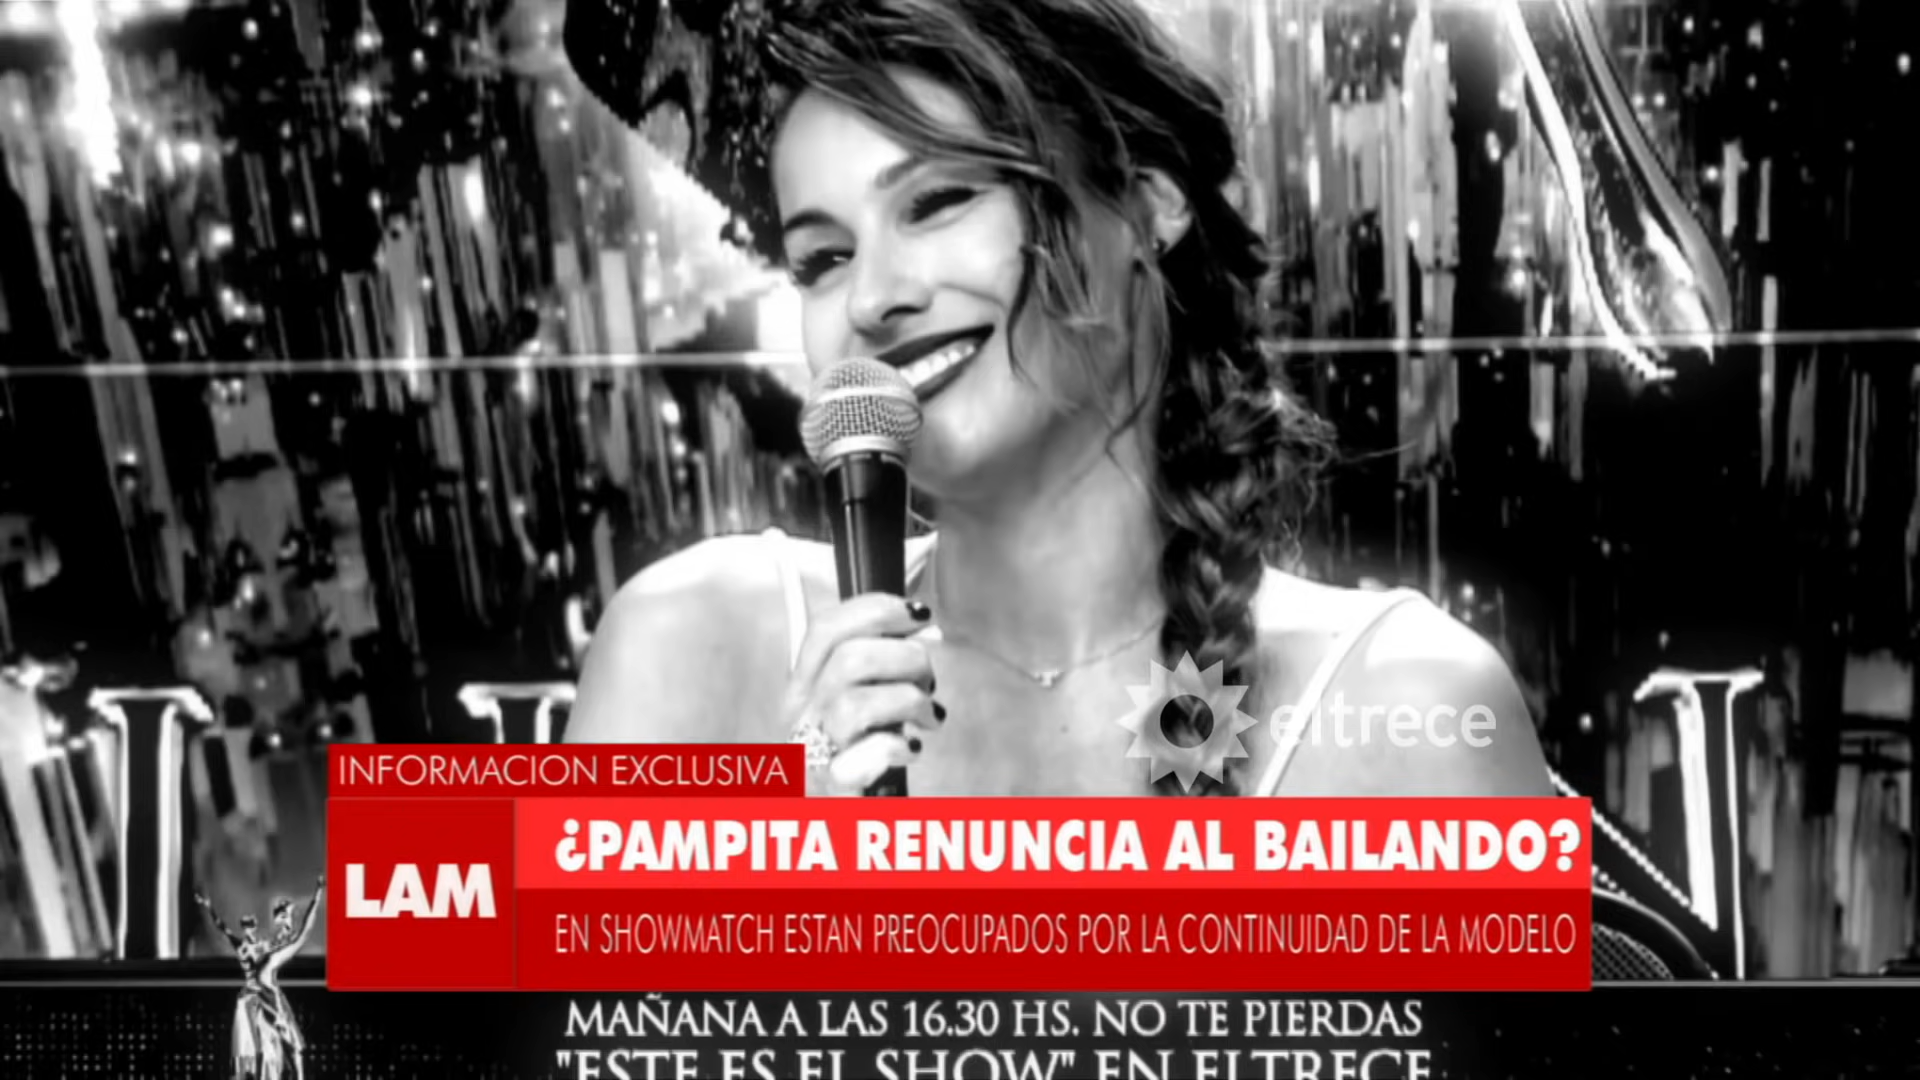 eltrece
INFORMACION EXCLUSIVA
LAM
¿PAMPITA RENUNCIA AL BAILANDO?
EN SHOWMATCH ESTAN PREOCUPADOS POR LA CONTINUIDAD DE LA MODELO
MAÑANA A LAS 16.30 HS. NO TE PIERDAS
"ESTE ES EL SHOW" EN ELTRECE